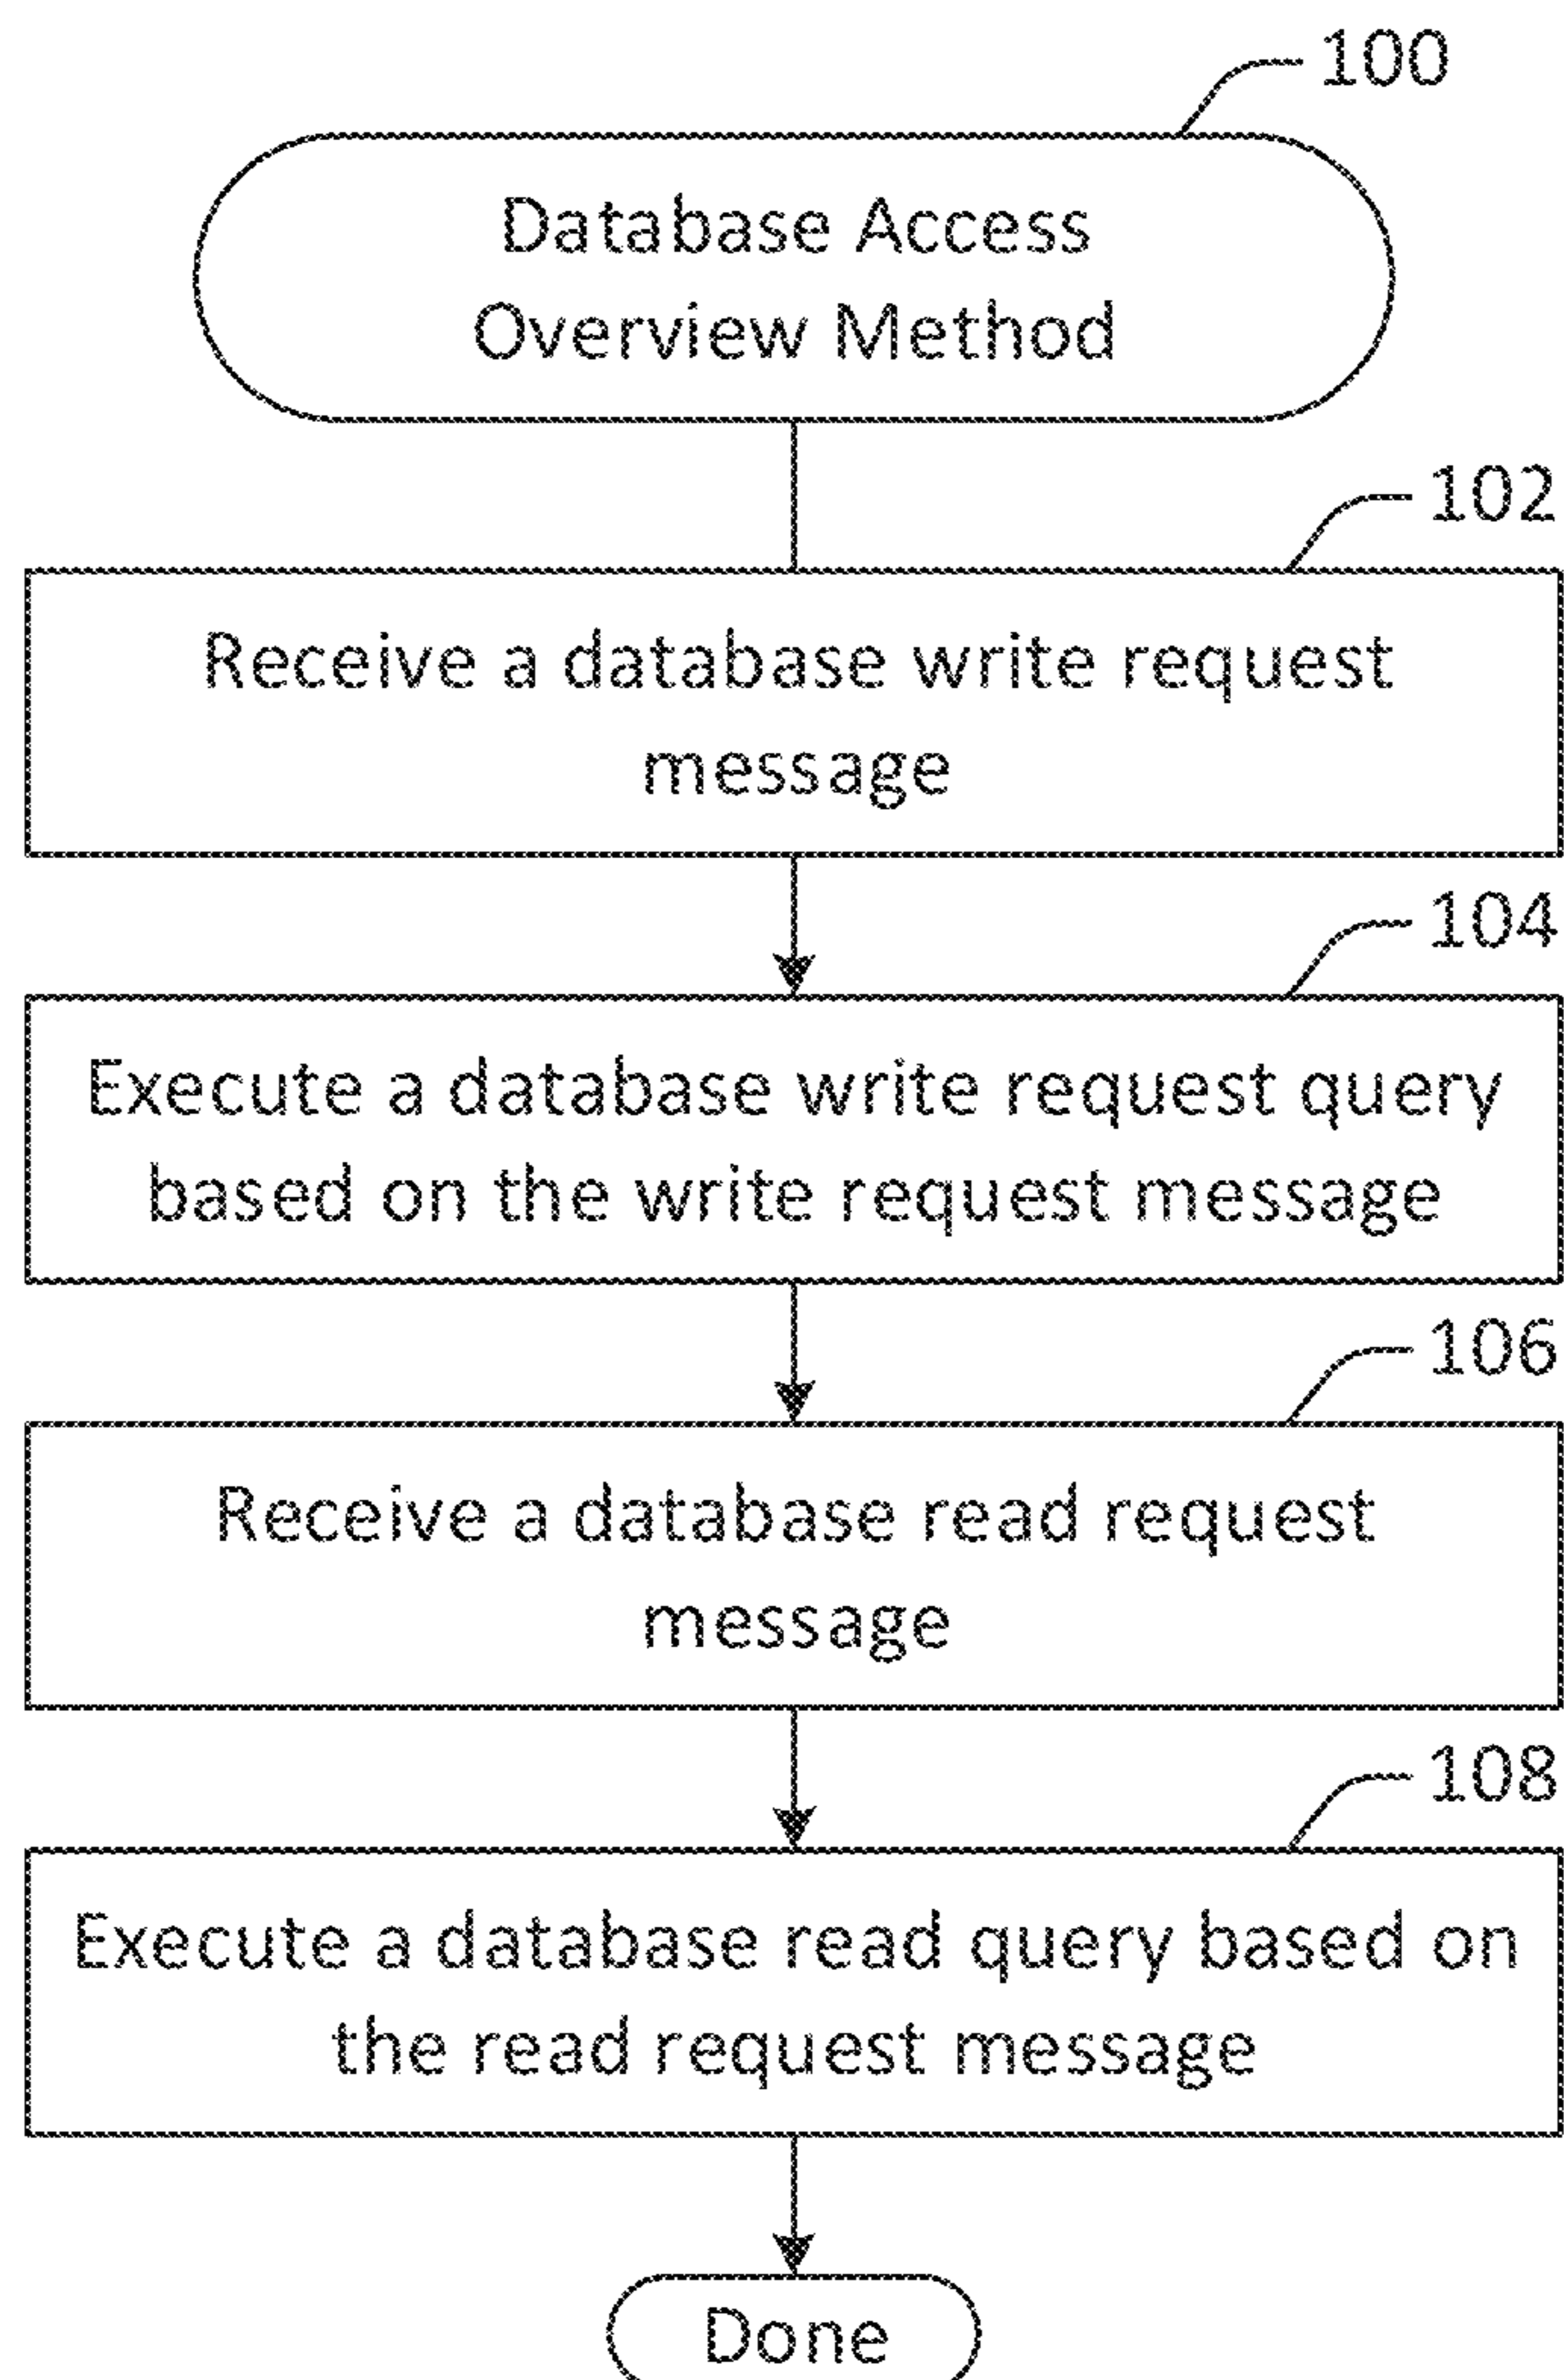 100
Database Access
Overview Method
102
Receive a database write request
message
104
Execute a database write request query
based on the write request message
106
Receive a database read request
message
108
Execute a database read query based on
the read request message
Done